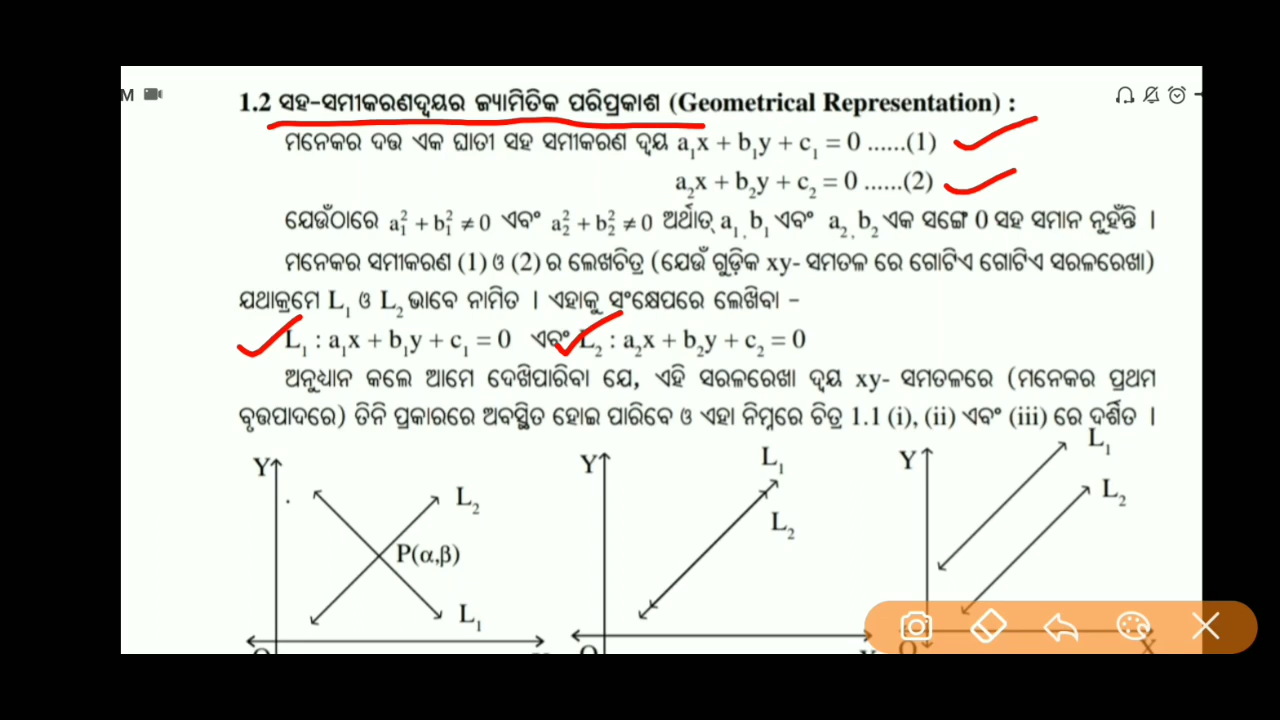 M
1.2 ସହ-ସମୀକରଣଦ୍ୱୟର ଜ୍ୟାମିତିକ ପରିପ୍ରକାଶ (Geometrical Representation) :
ମନେକର ଦତ୍ତ ଏକ ଘାତୀ ସହ ସମୀକରଣ ଦ୍ୱୟ a₁x + b₁y + c₁ = 0 ......(1)
a₂x + b₂y + c₂ = 0 ......(2)
ଯେଉଁଠାରେ a₁² + b₁² ≠ 0 ଏବଂ a₂² + b₂² ≠ 0 ଅର୍ଥାତ୍ a₁, b₁ ଏବଂ a₂, b₂ ଏକ ସଙ୍ଗେ 0 ସହ ସମାନ ନୁହଁନ୍ତି ।
ମନେକର ସମୀକରଣ (1) ଓ (2) ର ଲେଖଚିତ୍ର (ଯେଉଁ ଗୁଡ଼ିକ xy- ସମତଳ ରେ ଗୋଟିଏ ଗୋଟିଏ ସରଳରେଖା)
ଯଥାକ୍ରମେ L₁ ଓ L₂ ଭାବେ ନାମିତ । ଏହାକୁ ସଂକ୍ଷେପରେ ଲେଖିବା –
L₁ : a₁x + b₁y + c₁ = 0 ଏବଂ L₂ : a₂x + b₂y + c₂ = 0
ଅନୁଧ୍ୟାନ କଲେ ଆମେ ଦେଖିପାରିବା ଯେ, ଏହି ସରଳରେଖା ଦ୍ୱୟ xy- ସମତଳରେ (ମନେକର ପ୍ରଥମ
ବୃତ୍ତପାଦରେ) ତିନି ପ୍ରକାରରେ ଅବସ୍ଥିତ ହୋଇ ପାରିବେ ଓ ଏହା ନିମ୍ନରେ ଚିତ୍ର 1.1 (i), (ii) ଏବଂ (iii) ରେ ଦର୍ଶିତ ।
Y L₂ P(α,β) L₁
Y L₁ L₂
Y L₁ L₂